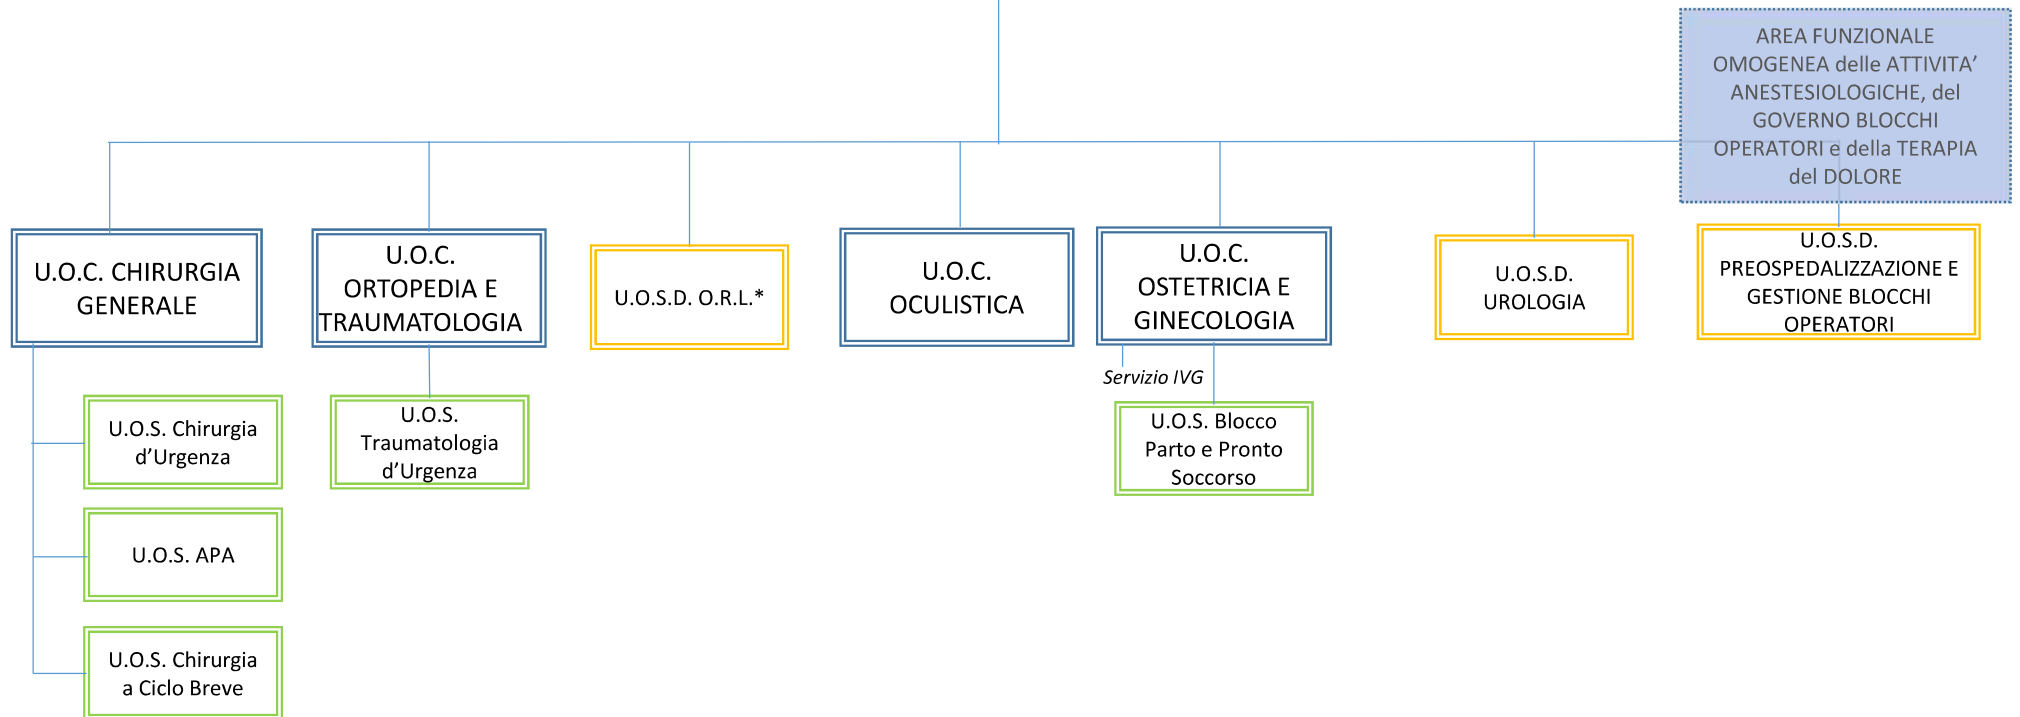 AREA FUNZIONALE
OMOGENEA delle ATTIVITA’
ANESTESIOLOGICHE, del
GOVERNO BLOCCHI
OPERATORI e della TERAPIA
del DOLORE
U.O.C. CHIRURGIA
GENERALE
U.O.C.
ORTOPEDIA E
TRAUMATOLOGIA
U.O.S.D. O.R.L.*
U.O.C.
OCULISTICA
U.O.C.
OSTETRICIA E
GINECOLOGIA
U.O.S.D.
UROLOGIA
U.O.S.D.
PREOSPEDALIZZAZIONE E
GESTIONE BLOCCHI
OPERATORI
Servizio IVG
U.O.S. Chirurgia
d’Urgenza
U.O.S.
Traumatologia
d’Urgenza
U.O.S. Blocco
Parto e Pronto
Soccorso
U.O.S. APA
U.O.S. Chirurgia
a Ciclo Breve